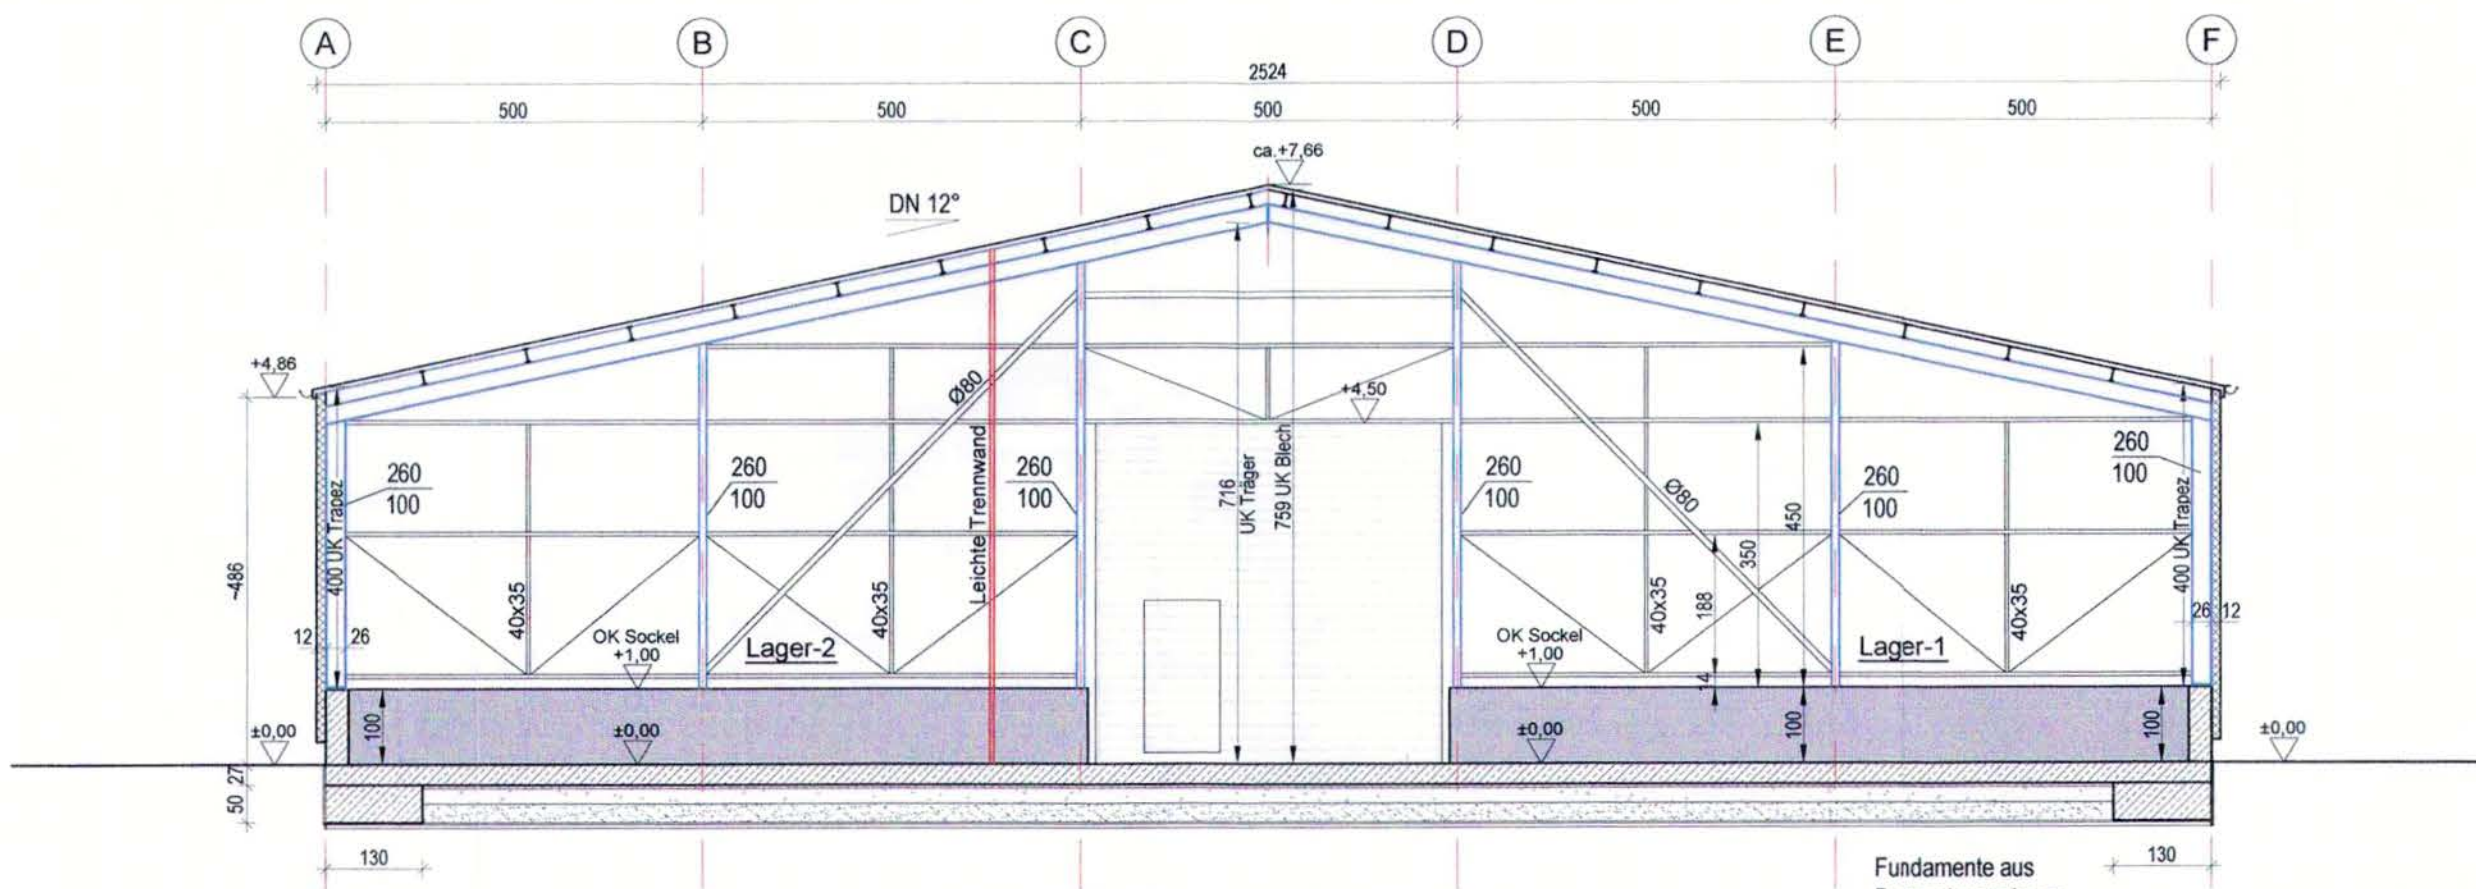 A B C D E F
2524
500 500 500 500 500
ca.+7,66
DN 12°
+4,86
+4,50
Ø80
Ø80
Leichte Trennwand
716
UK Träger
759 UK Blech
260
100
260
100
260
100
260
100
260
100
260
100
400 UK Trapez
400 UK Trapez
450
350
188
14
~486
40x35
40x35
40x35
40x35
12 26
26 12
OK Sockel
+1,00
Lager-2
OK Sockel
+1,00
Lager-1
100
100
100
±0,00
±0,00
±0,00
±0,00
27
50
130
130
Fundamente aus